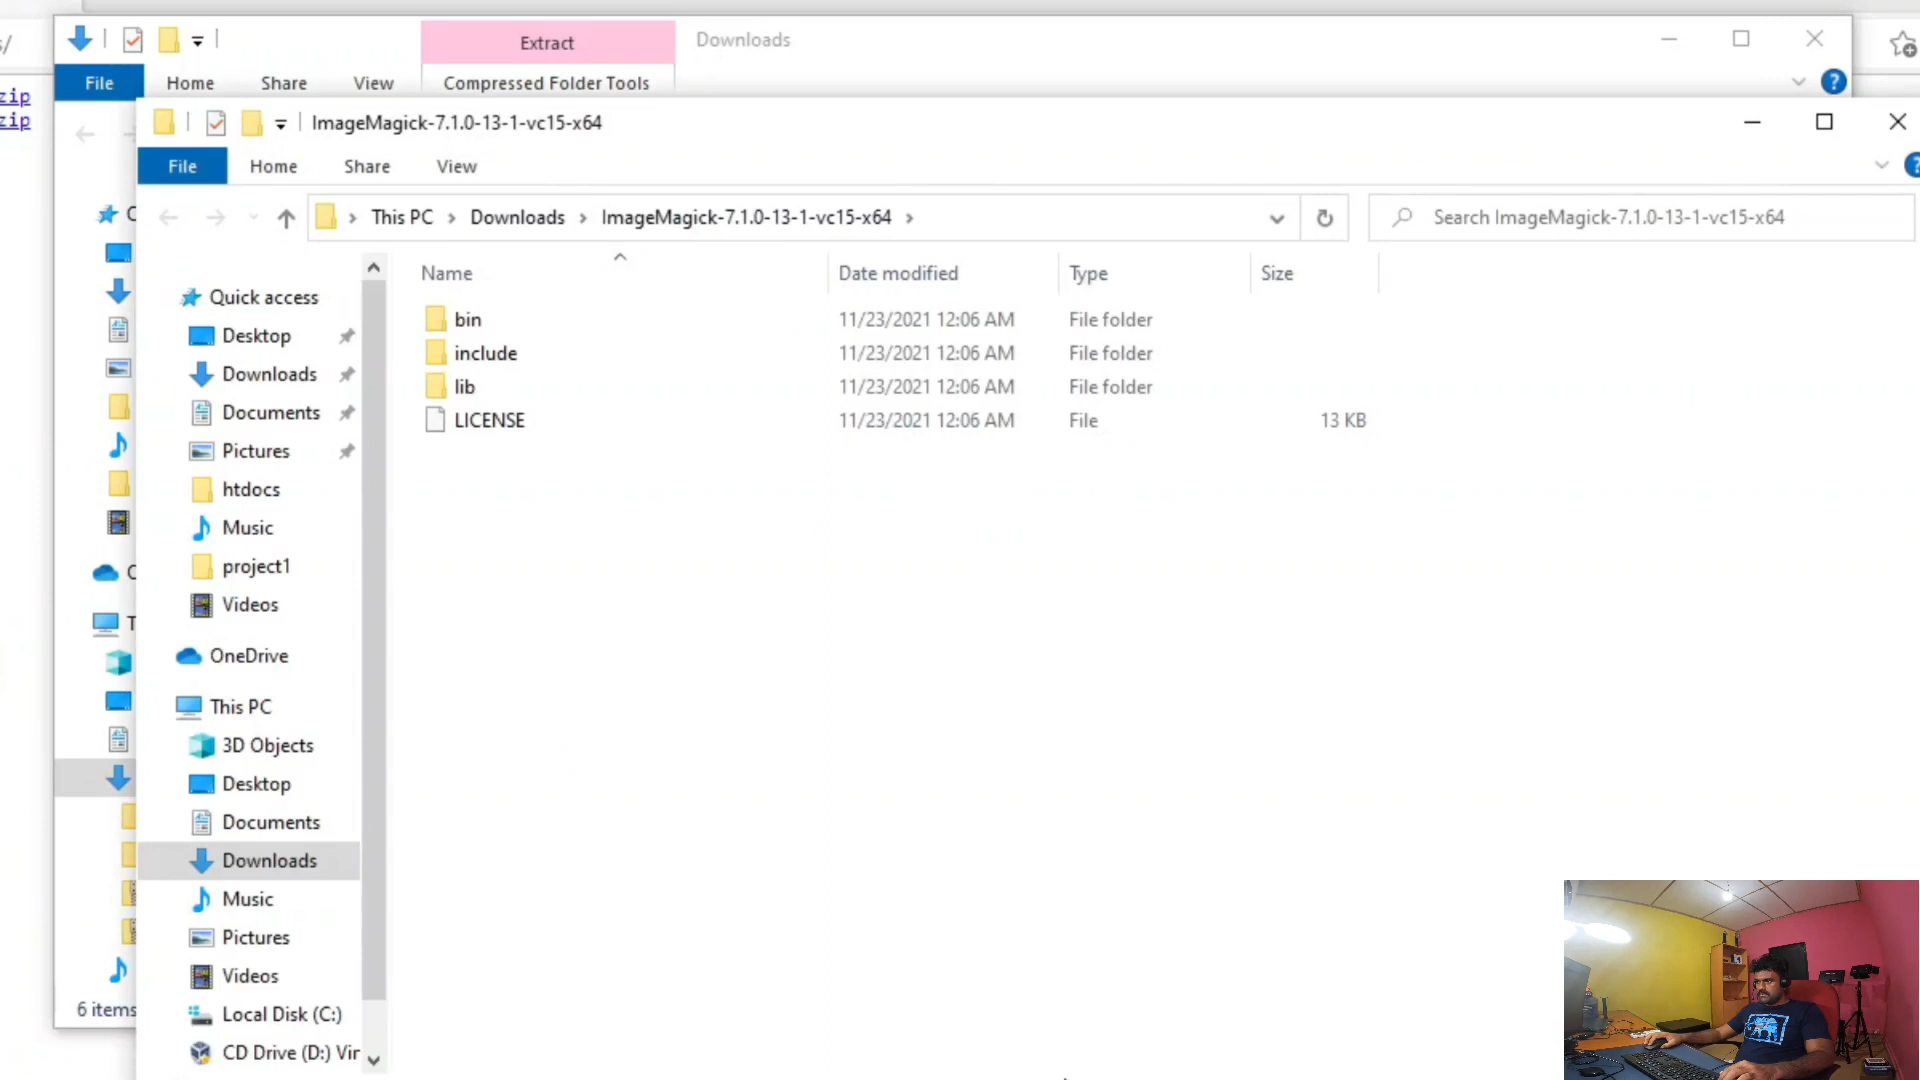 s/
Extract
Downloads
File
Home
Share
View
Compressed Folder Tools
?
zip
zip
ImageMagick-7.1.0-13-1-vc15-x64
File
Home
Share
View
?
This PC > Downloads > ImageMagick-7.1.0-13-1-vc15-x64
Search ImageMagick-7.1.0-13-1-vc15-x64
Name
Date modified
Type
Size
bin 11/23/2021 12:06 AM File folder
include 11/23/2021 12:06 AM File folder
lib 11/23/2021 12:06 AM File folder
LICENSE 11/23/2021 12:06 AM File 13 KB
Quick access
Desktop
Downloads
Documents
Pictures
htdocs
Music
project1
Videos
OneDrive
This PC
3D Objects
Desktop
Documents
Downloads
Music
Pictures
Videos
Local Disk (C:)
CD Drive (D:) Vir
6 items